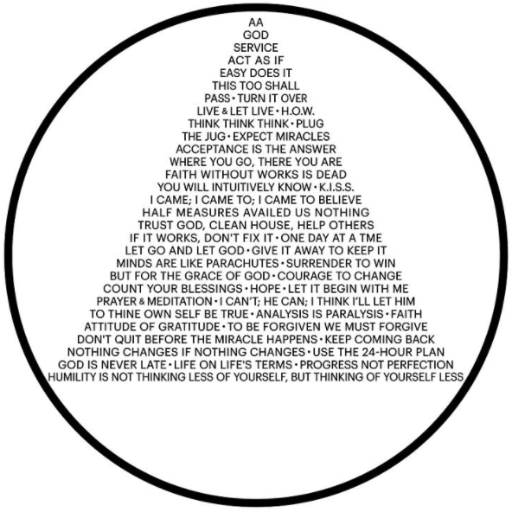 AA
GOD
SERVICE
ACT AS IF
EASY DOES IT
THIS TOO SHALL
PASS • TURN IT OVER
LIVE & LET LIVE • H.O.W.
THINK THINK THINK • PLUG
THE JUG • EXPECT MIRACLES
ACCEPTANCE IS THE ANSWER
WHERE YOU GO, THERE YOU ARE
FAITH WITHOUT WORKS IS DEAD
YOU WILL INTUITIVELY KNOW • K.I.S.S.
I CAME; I CAME TO; I CAME TO BELIEVE
HALF MEASURES AVAILED US NOTHING
TRUST GOD, CLEAN HOUSE, HELP OTHERS
IF IT WORKS, DON'T FIX IT • ONE DAY AT A TME
LET GO AND LET GOD • GIVE IT AWAY TO KEEP IT
MINDS ARE LIKE PARACHUTES • SURRENDER TO WIN
BUT FOR THE GRACE OF GOD • COURAGE TO CHANGE
COUNT YOUR BLESSINGS • HOPE • LET IT BEGIN WITH ME
PRAYER & MEDITATION • I CAN'T; HE CAN; I THINK I'LL LET HIM
TO THINE OWN SELF BE TRUE • ANALYSIS IS PARALYSIS • FAITH
ATTITUDE OF GRATITUDE • TO BE FORGIVEN WE MUST FORGIVE
DON'T QUIT BEFORE THE MIRACLE HAPPENS • KEEP COMING BACK
NOTHING CHANGES IF NOTHING CHANGES • USE THE 24-HOUR PLAN
GOD IS NEVER LATE • LIFE ON LIFE'S TERMS • PROGRESS NOT PERFECTION
HUMILITY IS NOT THINKING LESS OF YOURSELF, BUT THINKING OF YOURSELF LESS